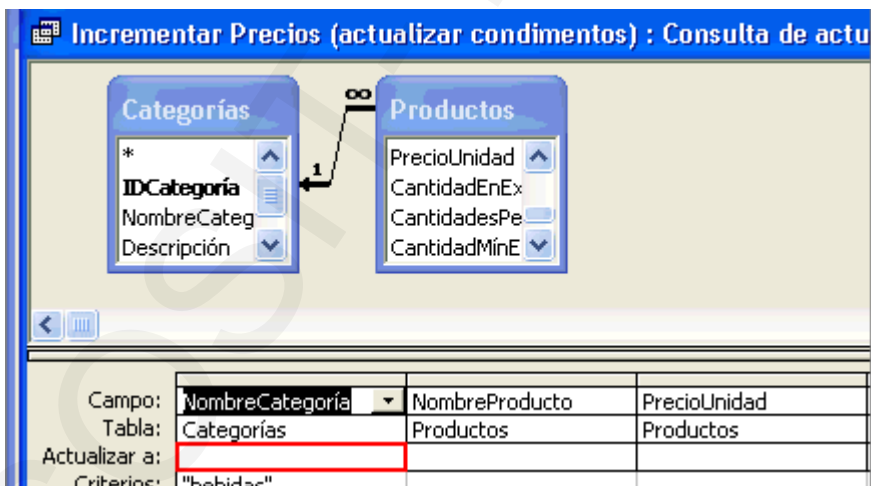 Incrementar Precios (actualizar condimentos) : Consulta de actu
Categorías
*
IDCategoría
NombreCateg
Descripción
1
∞
Productos
PrecioUnidad
CantidadEnEx
CantidadesPe
CantidadMínE
Campo: NombreCategoría NombreProducto PrecioUnidad
Tabla: Categorías Productos Productos
Actualizar a:
Criterios: "bebidas"